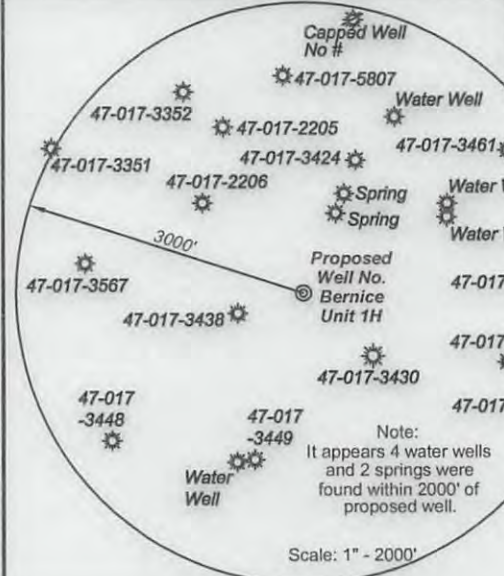 Capped Well
No #
47-017-5807
47-017-3352
Water Well
47-017-2205
47-017-3461
47-017-3424
47-017-3351
47-017-2206
Spring
Water
Spring
Water
3000'
Proposed
Well No.
Bernice
Unit 1H
47-017-3567
47-017
47-017-3438
47-017
47-017-3430
47-017
-3448
47-017
-3449
47-017
Note:
It appears 4 water wells
and 2 springs were
found within 2000' of
proposed well.
Water
Well
Scale: 1" - 2000'